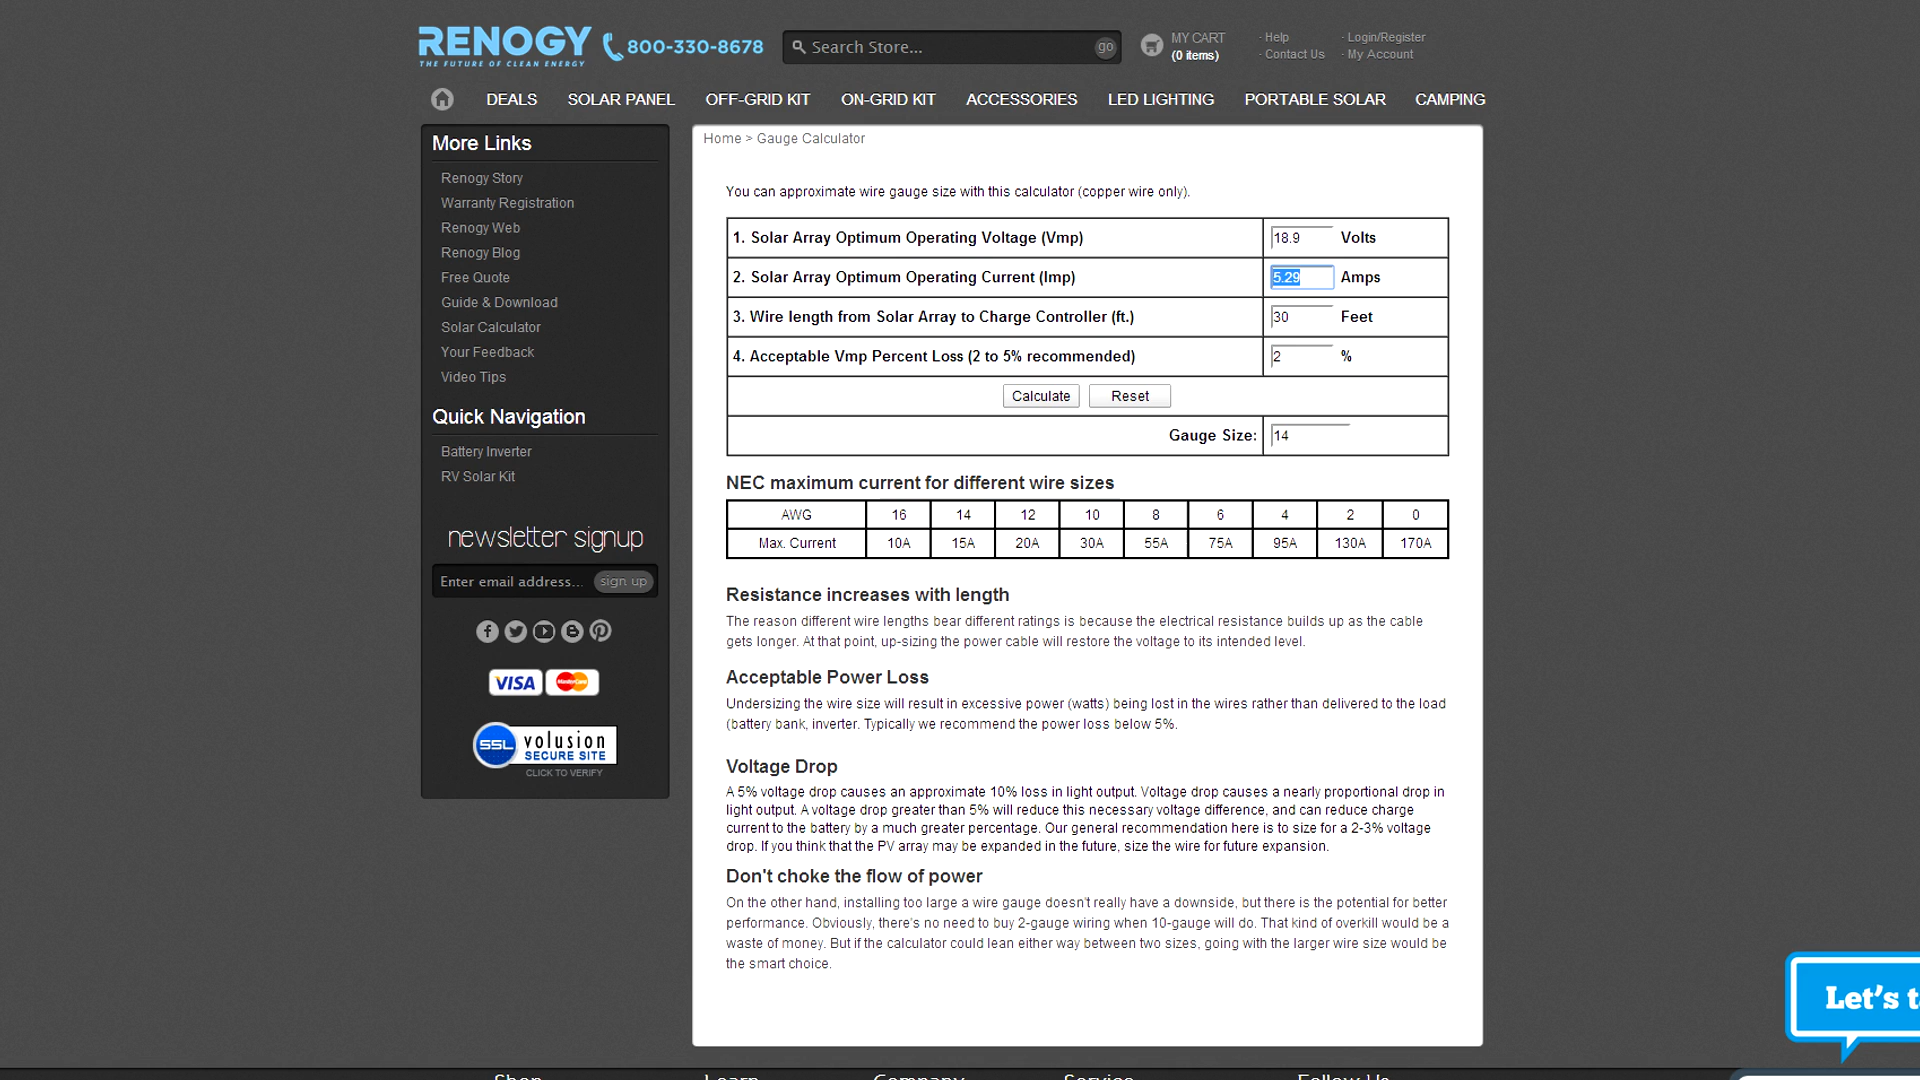 RENOGY
THE FUTURE OF CLEAN ENERGY
800-330-8678
Search Store...
go
MY CART
(0 items)
· Help
· Contact Us
· Login/Register
· My Account
DEALS
SOLAR PANEL
OFF-GRID KIT
ON-GRID KIT
ACCESSORIES
LED LIGHTING
PORTABLE SOLAR
CAMPING
More Links
Renogy Story
Warranty Registration
Renogy Web
Renogy Blog
Free Quote
Guide & Download
Solar Calculator
Your Feedback
Video Tips
Quick Navigation
Battery Inverter
RV Solar Kit
newsletter signup
Enter email address...
sign up
VISA
MasterCard
SSL
volusion
SECURE SITE
CLICK TO VERIFY
Home > Gauge Calculator
You can approximate wire gauge size with this calculator (copper wire only).
1. Solar Array Optimum Operating Voltage (Vmp) 18.9 Volts
2. Solar Array Optimum Operating Current (Imp) 5.29 Amps
3. Wire length from Solar Array to Charge Controller (ft.) 30 Feet
4. Acceptable Vmp Percent Loss (2 to 5% recommended) 2 %
Calculate Reset
Gauge Size: 14
NEC maximum current for different wire sizes
AWG 16 14 12 10 8 6 4 2 0
Max. Current 10A 15A 20A 30A 55A 75A 95A 130A 170A
Resistance increases with length
The reason different wire lengths bear different ratings is because the electrical resistance builds up as the cable
gets longer. At that point, up-sizing the power cable will restore the voltage to its intended level.
Acceptable Power Loss
Undersizing the wire size will result in excessive power (watts) being lost in the wires rather than delivered to the load
(battery bank, inverter. Typically we recommend the power loss below 5%.
Voltage Drop
A 5% voltage drop causes an approximate 10% loss in light output. Voltage drop causes a nearly proportional drop in
light output. A voltage drop greater than 5% will reduce this necessary voltage difference, and can reduce charge
current to the battery by a much greater percentage. Our general recommendation here is to size for a 2-3% voltage
drop. If you think that the PV array may be expanded in the future, size the wire for future expansion.
Don't choke the flow of power
On the other hand, installing too large a wire gauge doesn't really have a downside, but there is the potential for better
performance. Obviously, there's no need to buy 2-gauge wiring when 10-gauge will do. That kind of overkill would be a
waste of money. But if the calculator could lean either way between two sizes, going with the larger wire size would be
the smart choice.
Let's t
Shop
Learn
Company
Service
Follow Us